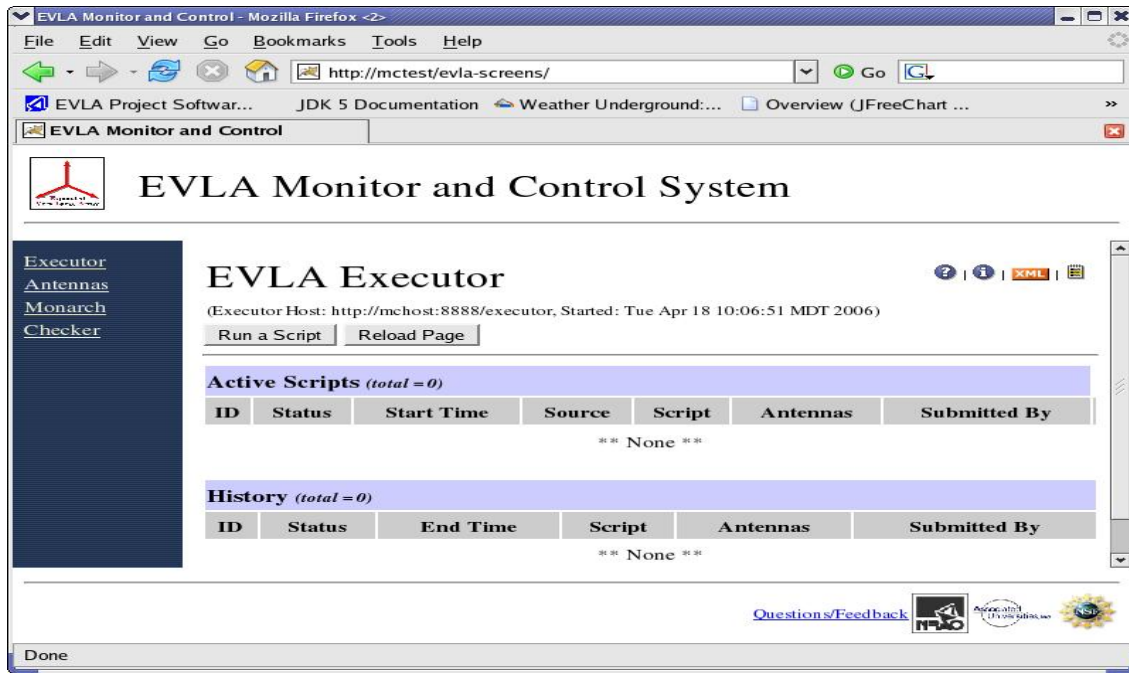 EVLA Monitor and Control - Mozilla Firefox <2>
File Edit View Go Bookmarks Tools Help
http://mctest/evla-screens/ Go G
EVLA Project Softwar... JDK 5 Documentation Weather Underground:... Overview (JFreeChart ... »
EVLA Monitor and Control
EVLA Monitor and Control System
Executor
Antennas
Monarch
Checker
EVLA Executor
? | i | XML |
(Executor Host: http://mchost:8888/executor, Started: Tue Apr 18 10:06:51 MDT 2006)
Run a Script Reload Page
Active Scripts (total = 0)
ID Status Start Time Source Script Antennas Submitted By
** None **
History (total = 0)
ID Status End Time Script Antennas Submitted By
** None **
Questions/Feedback NRAO Associated Universities, Inc NSF
Done